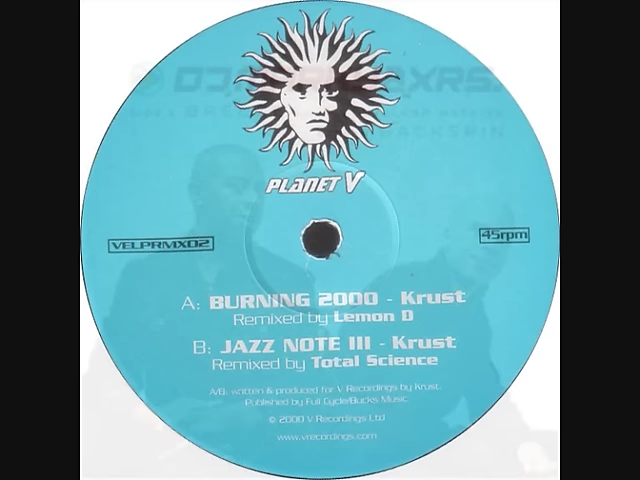 PLANET V
VELPRMX02
45rpm
A: BURNING 2000 - Krust
Remixed by Lemon D
B: JAZZ NOTE III - Krust
Remixed by Total Science
A/B: written & produced for V Recordings by Krust.
Published by Full Cycle/Bucks Music.
© 2000 V Recordings Ltd
www.vrecordings.com